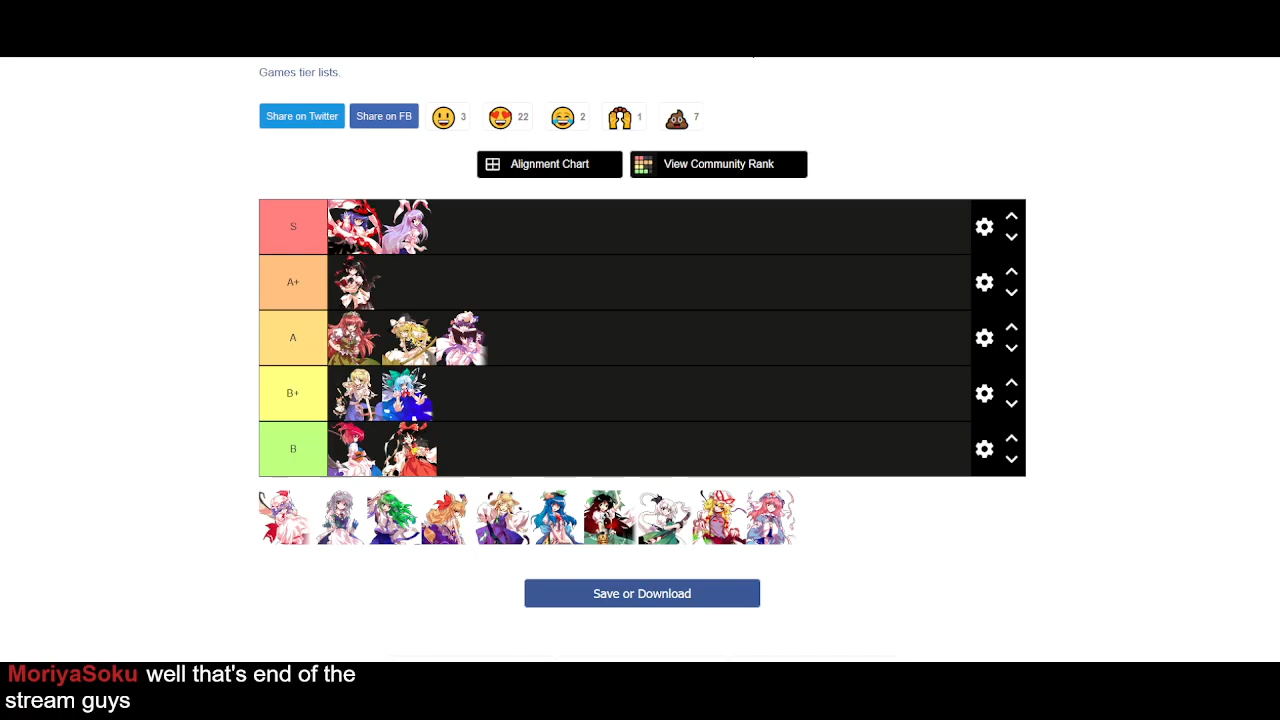 Games tier lists.
Share on Twitter Share on FB 3 22 2 1 7
Alignment Chart View Community Rank
S
A+
A
B+
B
Save or Download
MoriyaSoku well that's end of the
stream guys